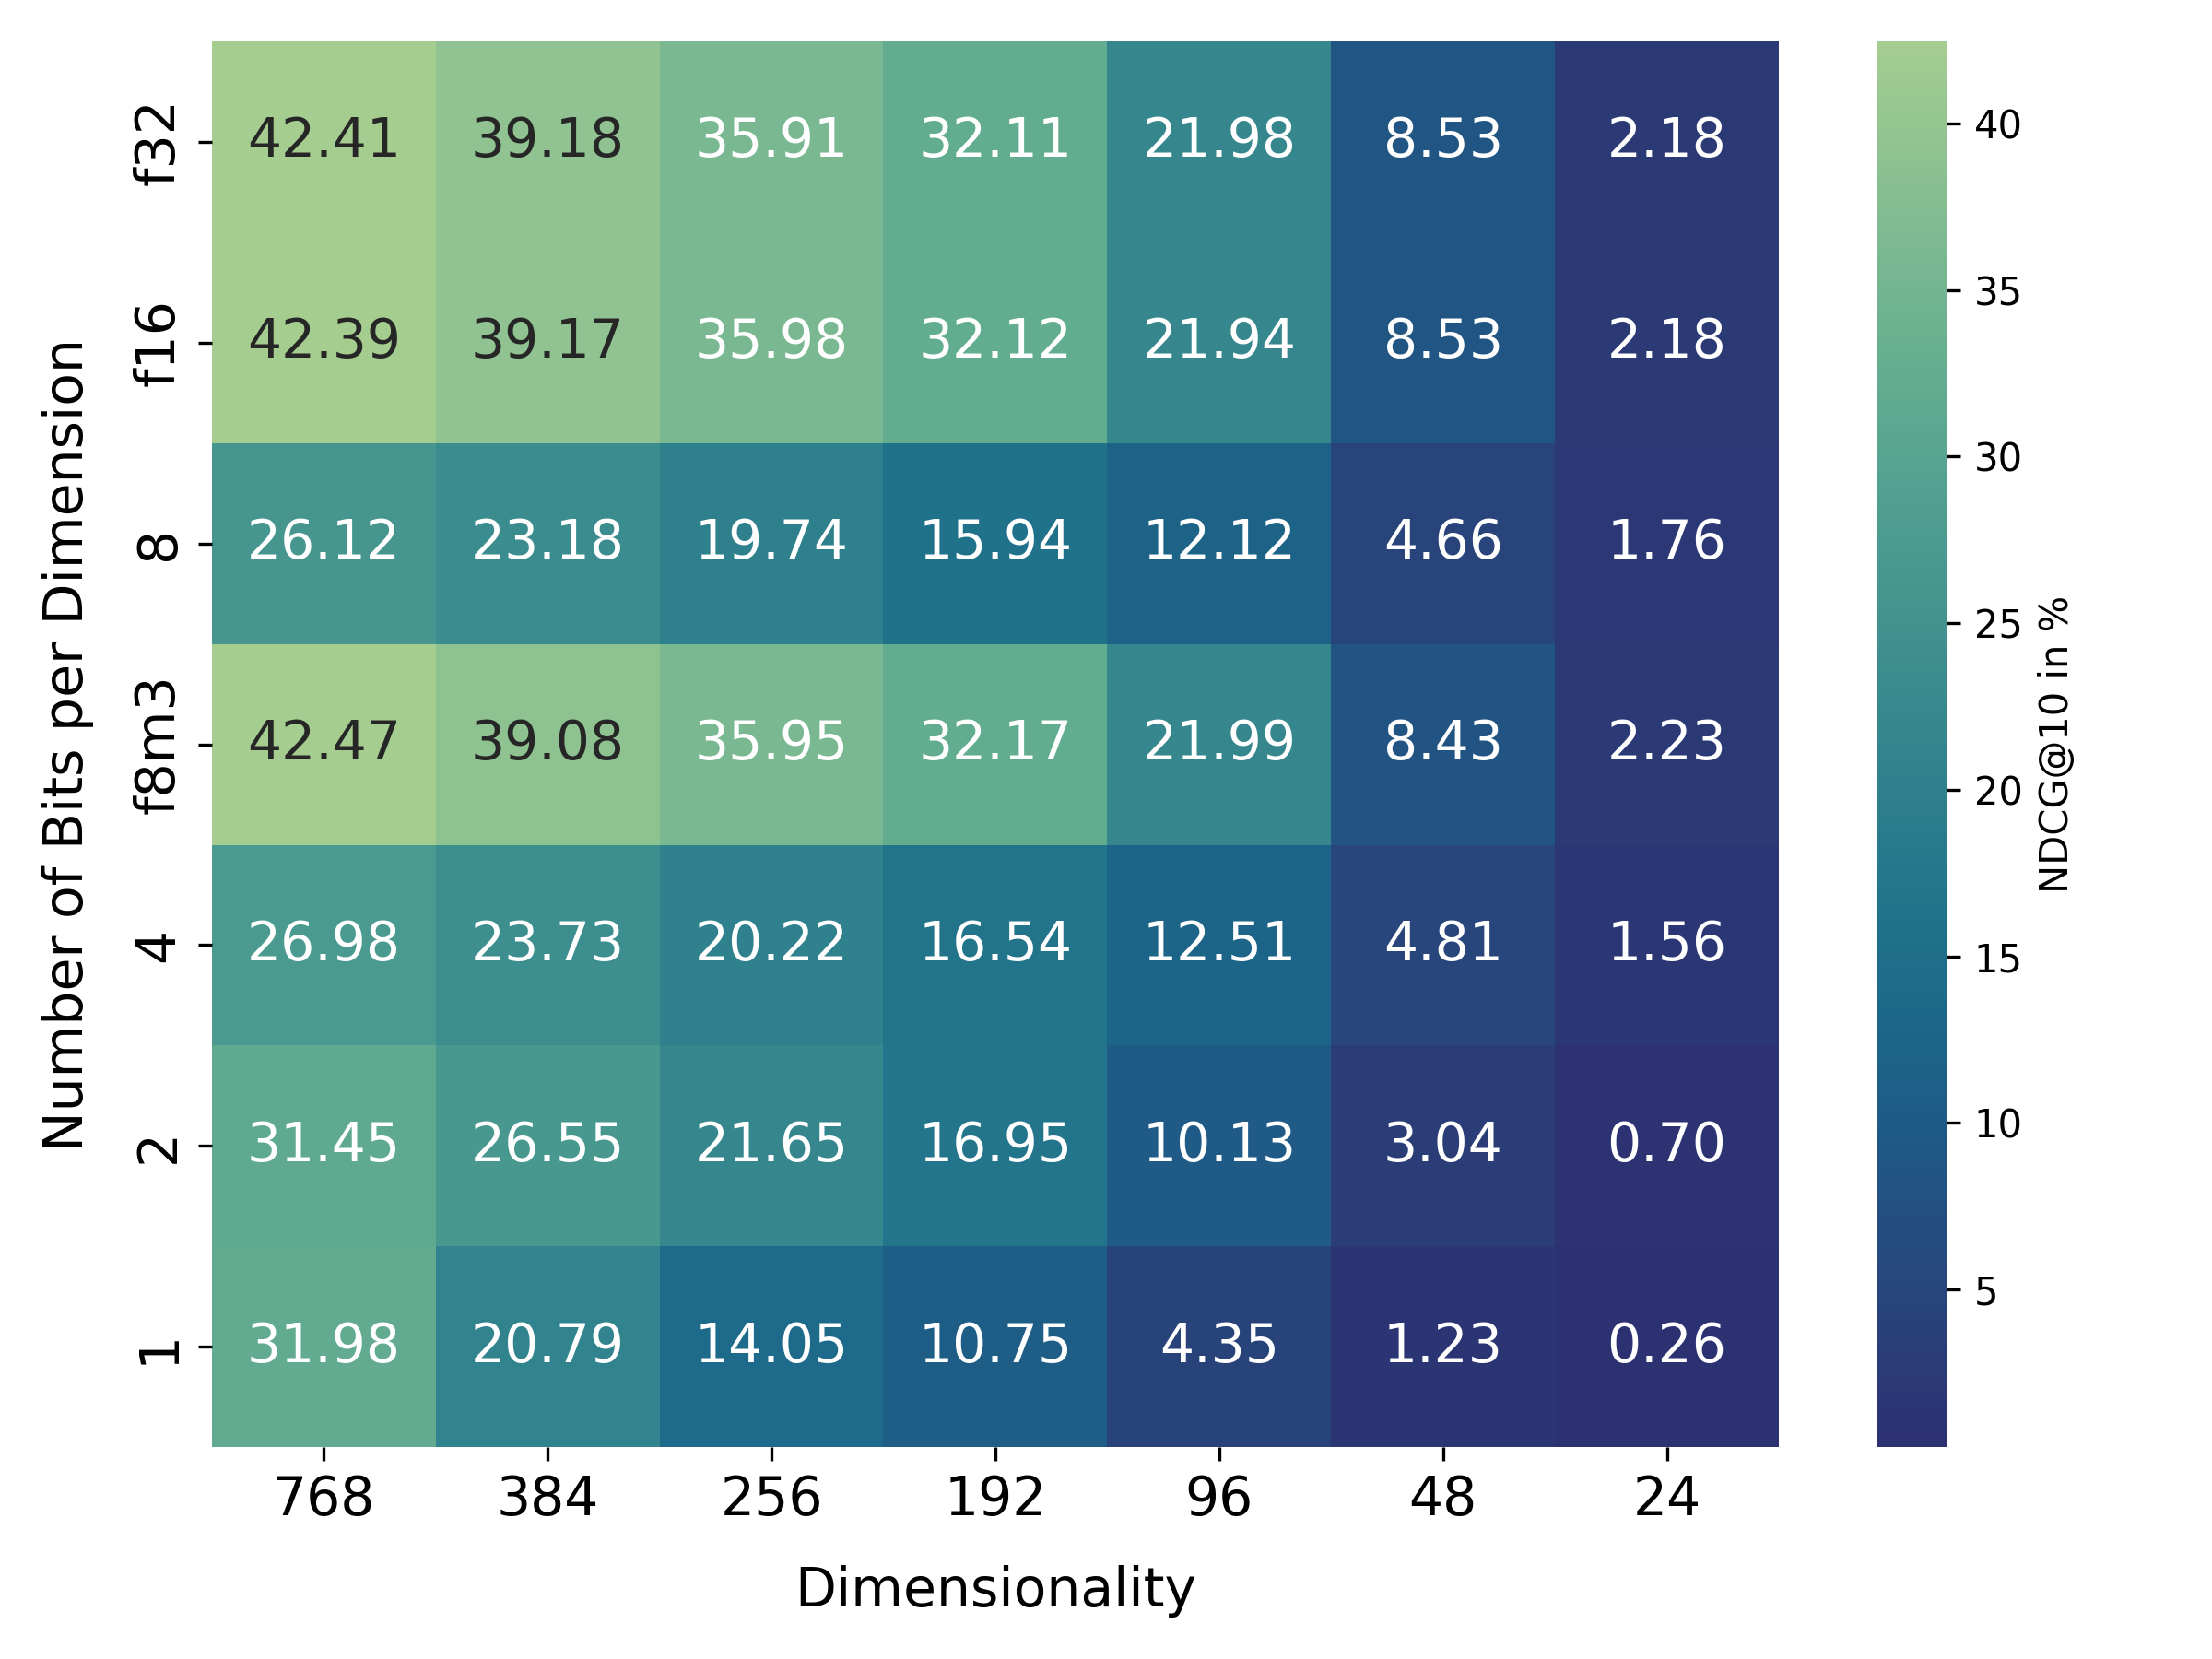 Number of Bits per Dimension
f32 42.41 39.18 35.91 32.11 21.98 8.53 2.18
f16 42.39 39.17 35.98 32.12 21.94 8.53 2.18
8 26.12 23.18 19.74 15.94 12.12 4.66 1.76
f8m3 42.47 39.08 35.95 32.17 21.99 8.43 2.23
4 26.98 23.73 20.22 16.54 12.51 4.81 1.56
2 31.45 26.55 21.65 16.95 10.13 3.04 0.70
1 31.98 20.79 14.05 10.75 4.35 1.23 0.26
768 384 256 192 96 48 24
Dimensionality
40
35
30
25
20
15
10
5
NDCG@10 in %